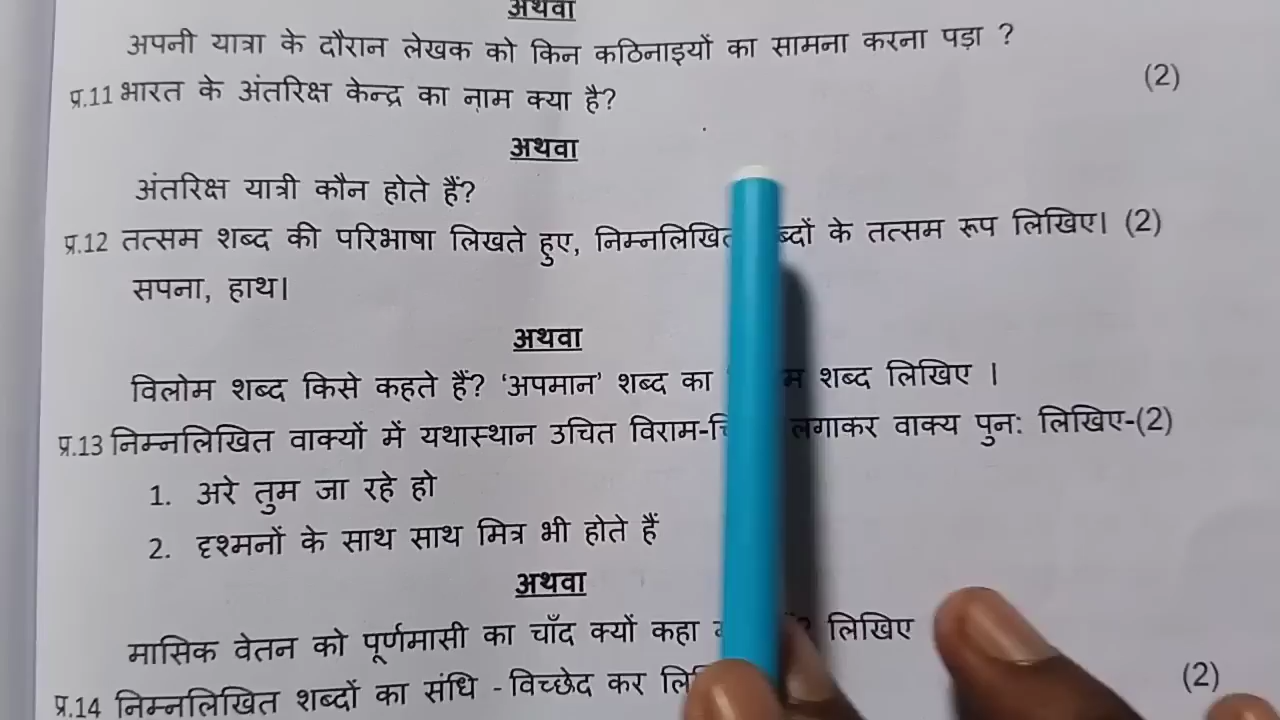 अथवा
अपनी यात्रा के दौरान लेखक को किन कठिनाइयों का सामना करना पड़ा ?
प्र.11 भारत के अंतरिक्ष केन्द्र का नाम क्या है? (2)
अथवा
अंतरिक्ष यात्री कौन होते हैं?
प्र.12 तत्सम शब्द की परिभाषा लिखते हुए, के तत्सम रूप लिखिए। (2)
सपना, हाथ।
अथवा
विलोम शब्द किसे कहते हैं? ‘अपमान’ शब्द का शब्द लिखिए ।
प्र.13 निम्नलिखित वाक्यों में यथास्थान उचित लगाकर वाक्य पुन: लिखिए-(2)
1. अरे तुम जा रहे हो
2. दृश्मनों के साथ साथ मित्र भी होते हैं
अथवा
मासिक वेतन को पूर्णमासी का चाँद क्यों कहा लिखिए
प्र.14 निम्नलिखित शब्दों का संधि - विच्छेद कर (2)